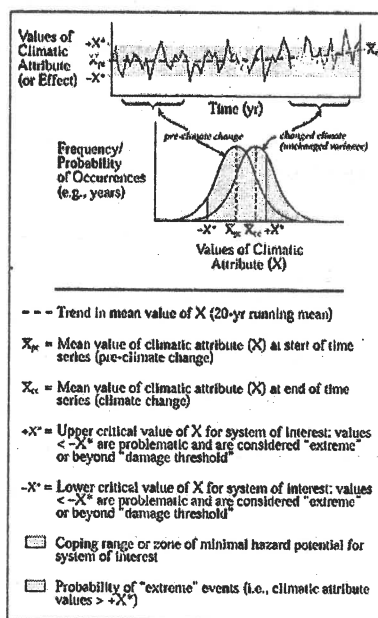 Values of
Climatic
Attribute
(or Effect)
+X*
X̄pc
−X*
X̄cc
Time (yr)
Frequency/
Probability
of Occurrences
(e.g., years)
pre-climate change
changed climate
(unchanged variance)
−X* X̄pc X̄cc +X*
Values of Climatic
Attribute (X)
--- Trend in mean value of X (20-yr running mean)
X̄pc = Mean value of climatic attribute (X) at start of time
series (pre-climate change)
X̄cc = Mean value of climatic attribute (X) at end of time
series (climate change)
+X* = Upper critical value of X for system of interest: values
< −X* are problematic and are considered "extreme"
or beyond "damage threshold"
−X* = Lower critical value of X for system of interest: values
< −X* are problematic and are considered "extreme"
or beyond "damage threshold"
Coping range or zone of minimal hazard potential for
system of interest
Probability of "extreme" events (i.e., climatic attribute
values > +X*)